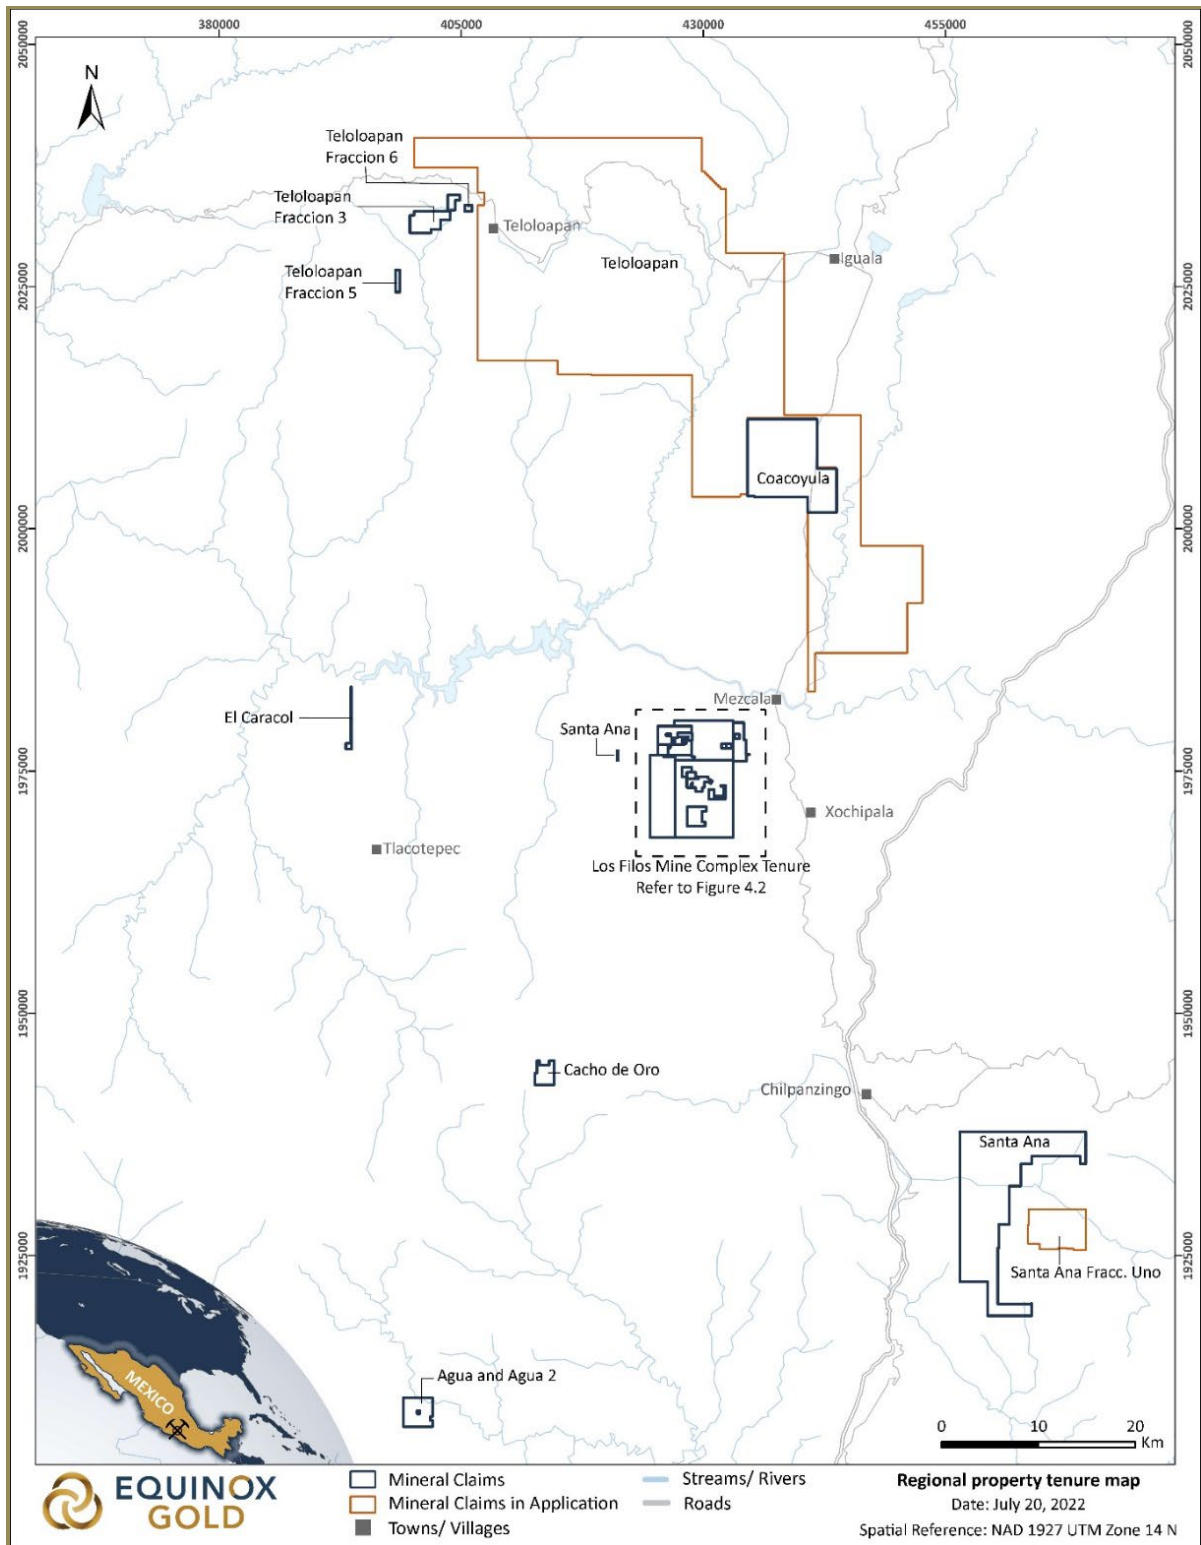 380000 405000 430000 455000
2050000 2050000
N
Teloloapan
Fraccion 6
Teloloapan
Fraccion 3
Teloloapan
Teloloapan
Iguala
Teloloapan
Fraccion 5
2025000 2025000
Coacoyula
2000000 2000000
Mezcala
El Caracol
Santa Ana
1975000 1975000
Xochipala
Tlacotepec
Los Filos Mine Complex Tenure
Refer to Figure 4.2
1950000 1950000
Cacho de Oro
Chilpanzingo
Santa Ana
1925000 1925000
Santa Ana Fracc. Uno
Agua and Agua 2
MEXICO
0 10 20
Km
EQUINOX
GOLD
Mineral Claims
Mineral Claims in Application
Towns/ Villages
Streams/ Rivers
Roads
Regional property tenure map
Date: July 20, 2022
Spatial Reference: NAD 1927 UTM Zone 14 N